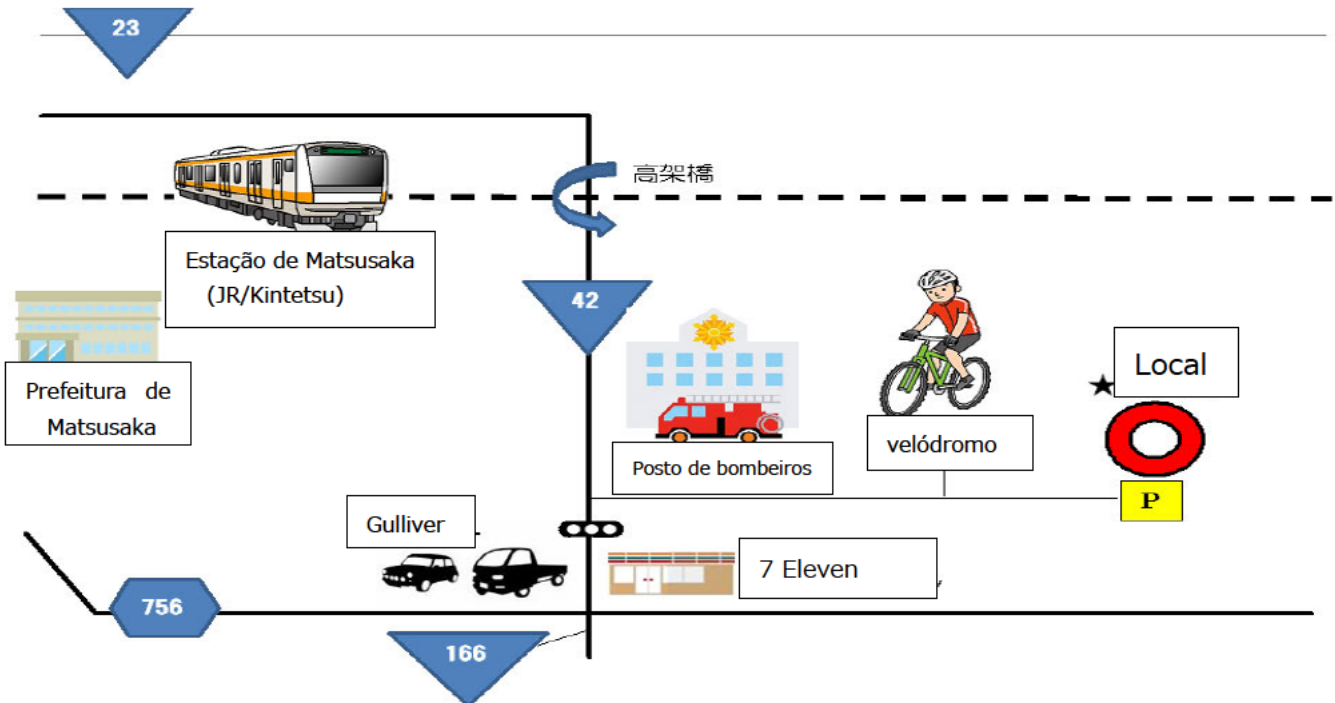 23
高架橋
Estação de Matsusaka
(JR/Kintetsu)
42
Prefeitura de
Matsusaka
Local
velódromo
Posto de bombeiros
P
Gulliver
7 Eleven
756
166